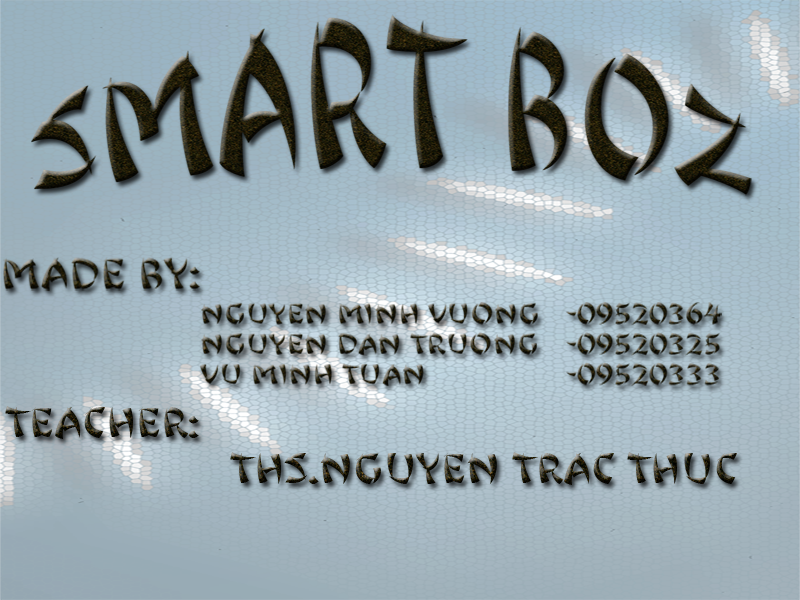 SMART BOZ
MADE BY:
NGUYEN MINH VUONG -09520364
NGUYEN DAN TRUONG -09520325
VU MINH TUAN -09520333
TEACHER:
THS.NGUYEN TRAC THUC